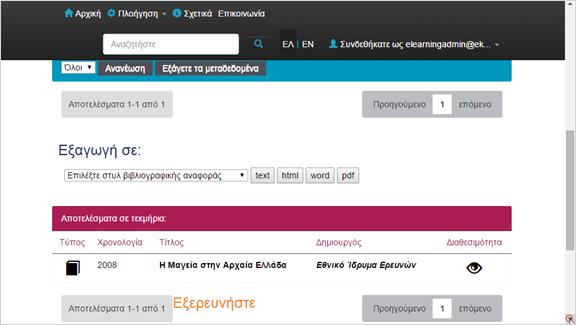 Αρχική Πλοήγηση Σχετικά Επικοινωνία
Αναζητήστε ΕΛ | EN Συνδεθήκατε ως elearningadmin@ek...
Όλοι Ανανέωση Εξάγετε τα μεταδεδομένα
Αποτελέσματα 1-1 από 1 Προηγούμενο 1 επόμενο
Εξαγωγή σε:
Επιλέξτε στυλ βιβλιογραφικής αναφοράς text html word pdf
Αποτελέσματα σε τεκμήρια:
Τύπος Χρονολογία Τίτλος Δημιουργός Διαθεσιμότητα
2008 Η Μαγεία στην Αρχαία Ελλάδα Εθνικό Ίδρυμα Ερευνών
Αποτελέσματα 1-1 από 1 Εξερευνήστε Προηγούμενο 1 επόμενο